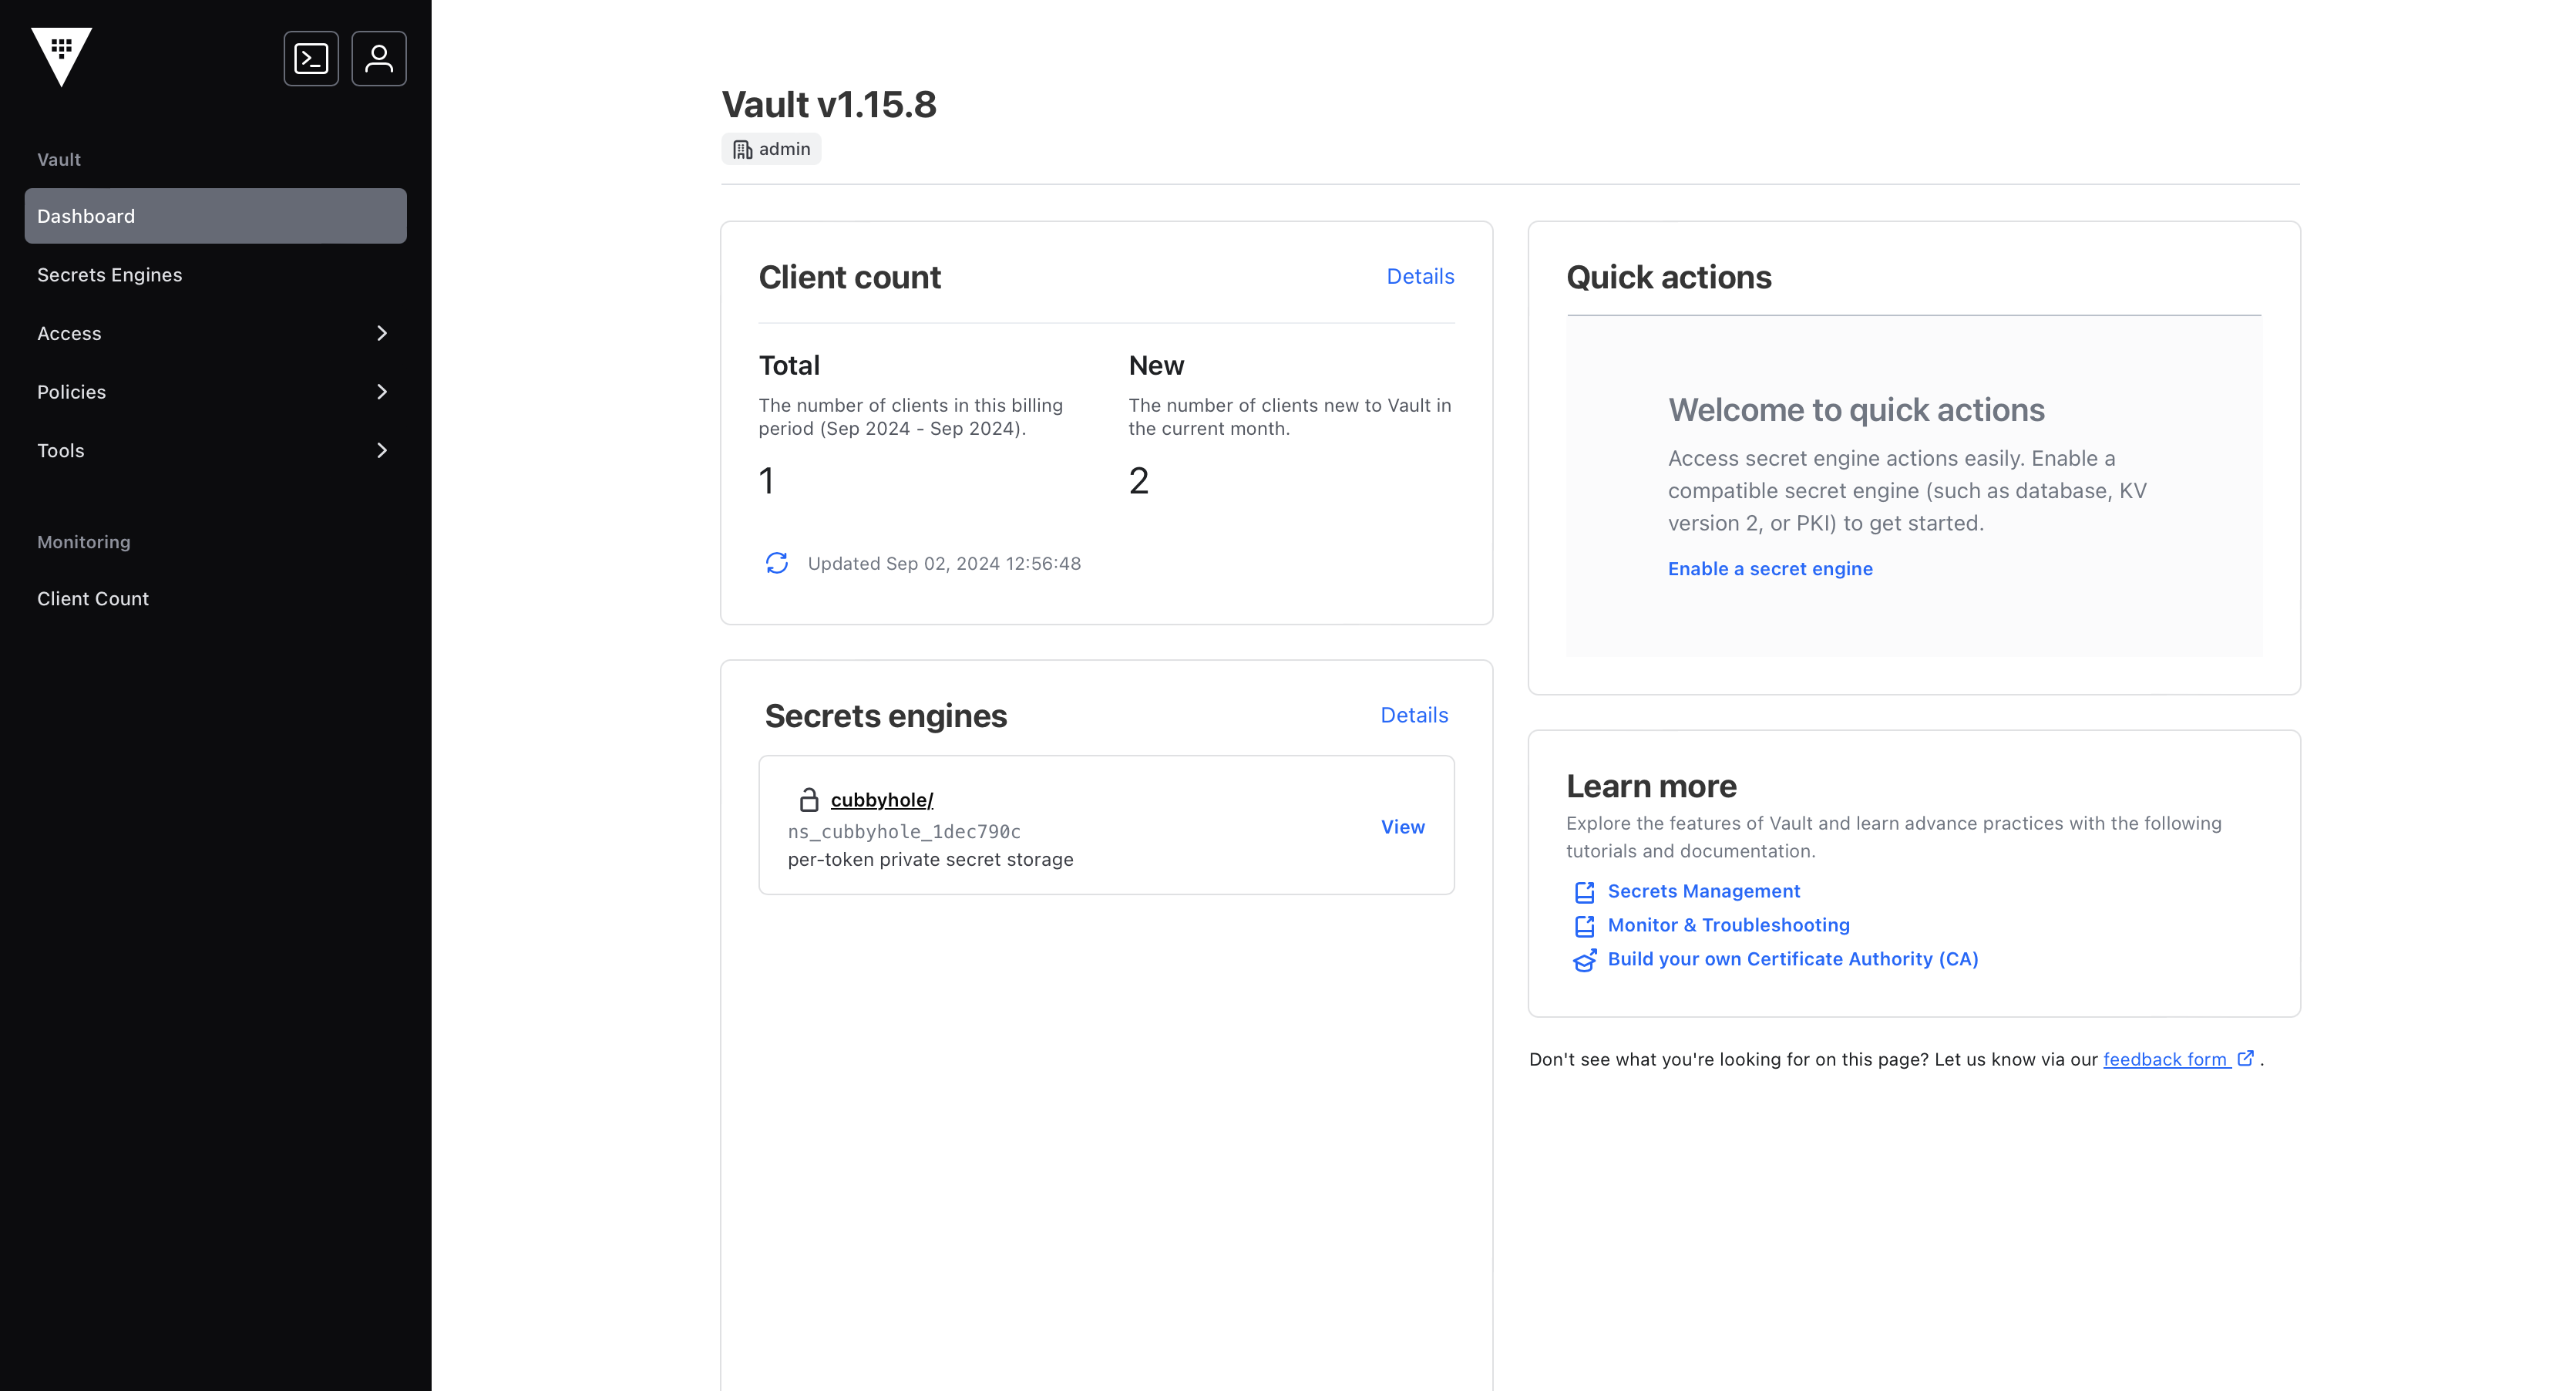 Vault
Dashboard
Secrets Engines
Access
Policies
Tools
Monitoring
Client Count
Vault v1.15.8
admin
Client count
Details
Total
The number of clients in this billing
period (Sep 2024 - Sep 2024).
1
New
The number of clients new to Vault in
the current month.
2
Updated Sep 02, 2024 12:56:48
Secrets engines
Details
cubbyhole/
ns_cubbyhole_1dec790c
per-token private secret storage
View
Quick actions
Welcome to quick actions
Access secret engine actions easily. Enable a
compatible secret engine (such as database, KV
version 2, or PKI) to get started.
Enable a secret engine
Learn more
Explore the features of Vault and learn advance practices with the following
tutorials and documentation.
Secrets Management
Monitor & Troubleshooting
Build your own Certificate Authority (CA)
Don't see what you're looking for on this page? Let us know via our feedback form .